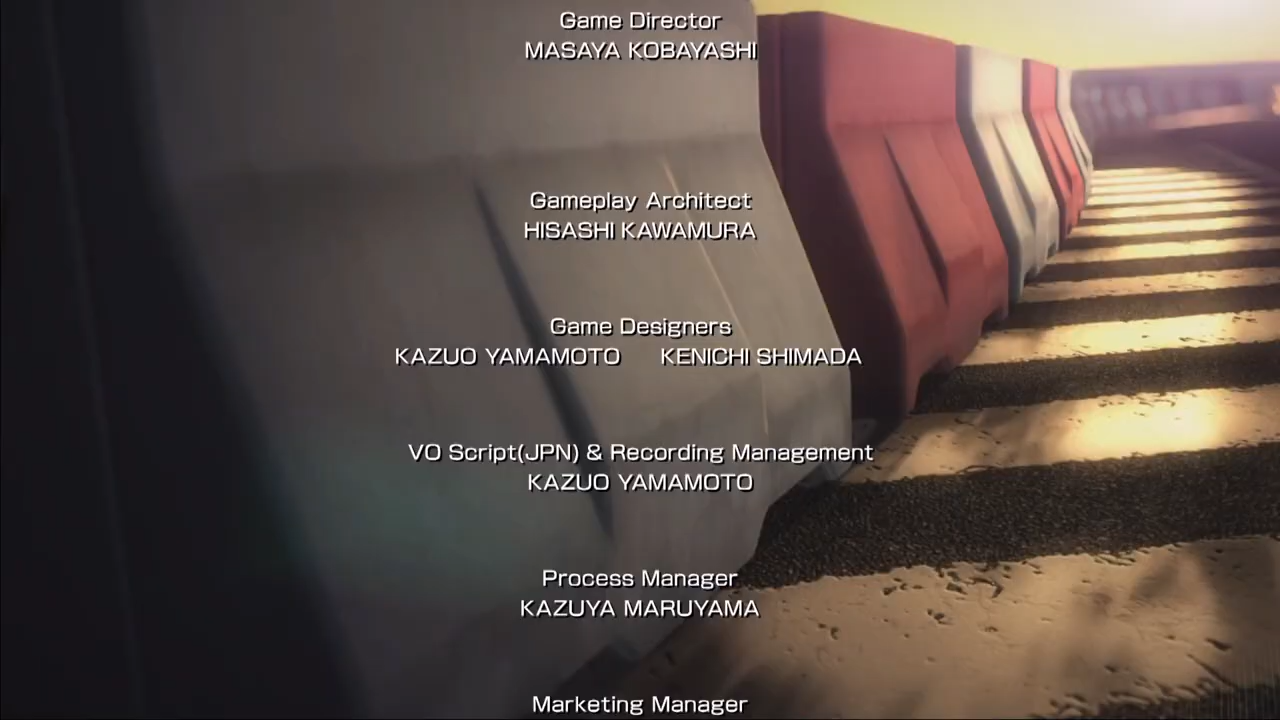 Game Director
MASAYA KOBAYASHI
Gameplay Architect
HISASHI KAWAMURA
Game Designers
KAZUO YAMAMOTO KENICHI SHIMADA
VO Script(JPN) & Recording Management
KAZUO YAMAMOTO
Process Manager
KAZUYA MARUYAMA
Marketing Manager